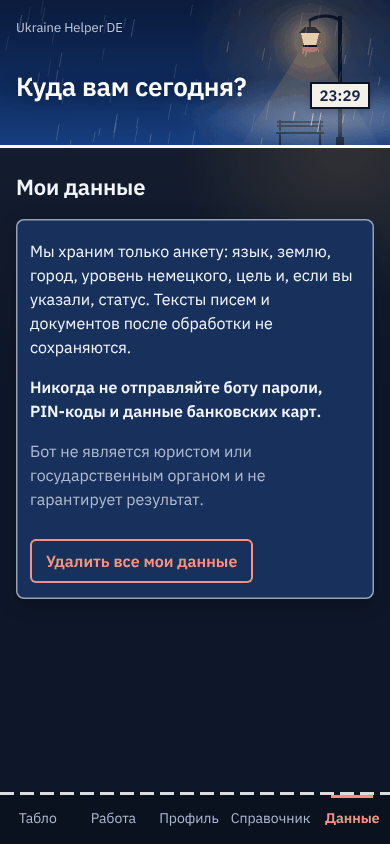 Ukraine Helper DE
Куда вам сегодня?
23:29
Мои данные
Мы храним только анкету: язык, землю,
город, уровень немецкого, цель и, если вы
указали, статус. Тексты писем и
документов после обработки не
сохраняются.
Никогда не отправляйте боту пароли,
PIN-коды и данные банковских карт.
Бот не является юристом или
государственным органом и не
гарантирует результат.
Удалить все мои данные
Табло Работа Профиль Справочник Данные